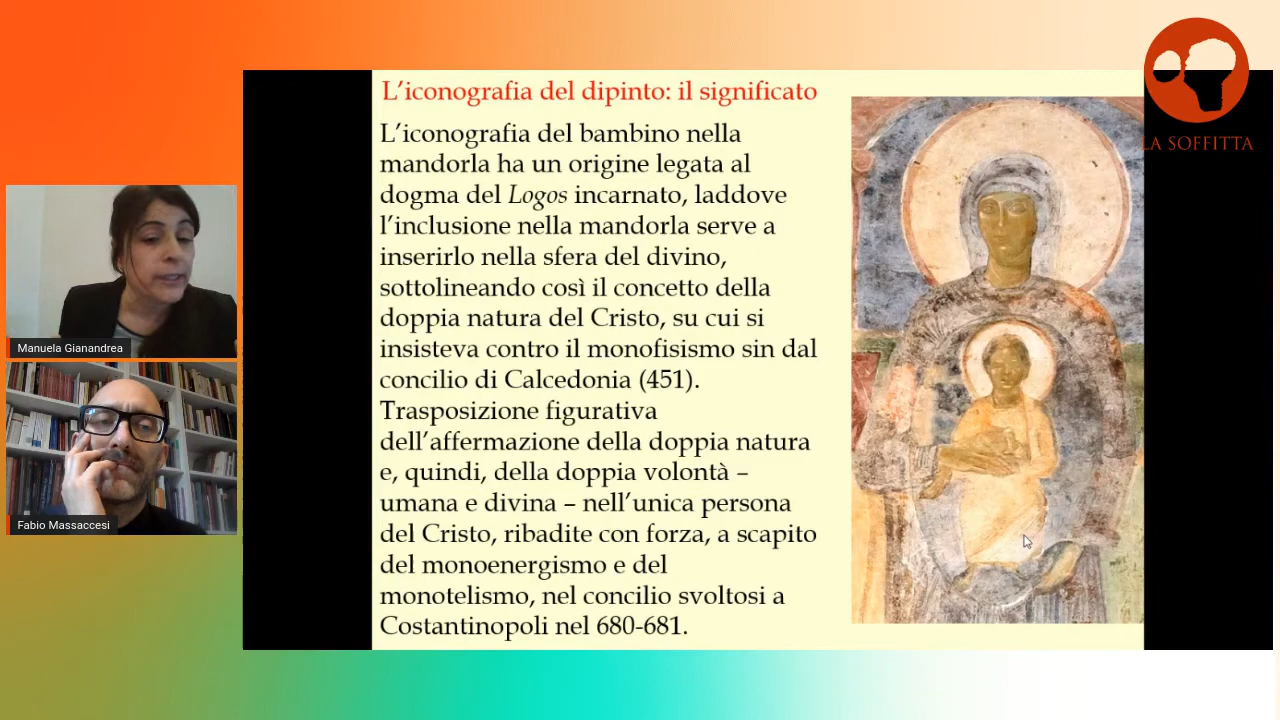 L'iconografia del dipinto: il significato
L'iconografia del bambino nella
mandorla ha un origine legata al
dogma del Logos incarnato, laddove
l'inclusione nella mandorla serve a
inserirlo nella sfera del divino,
sottolineando così il concetto della
doppia natura del Cristo, su cui si
insisteva contro il monofisismo sin dal
concilio di Calcedonia (451).
Trasposizione figurativa
dell'affermazione della doppia natura
e, quindi, della doppia volontà –
umana e divina – nell'unica persona
del Cristo, ribadite con forza, a scapito
del monoenergismo e del
monotelismo, nel concilio svoltosi a
Costantinopoli nel 680-681.
LA SOFFITTA
Manuela Gianandrea
Fabio Massaccesi